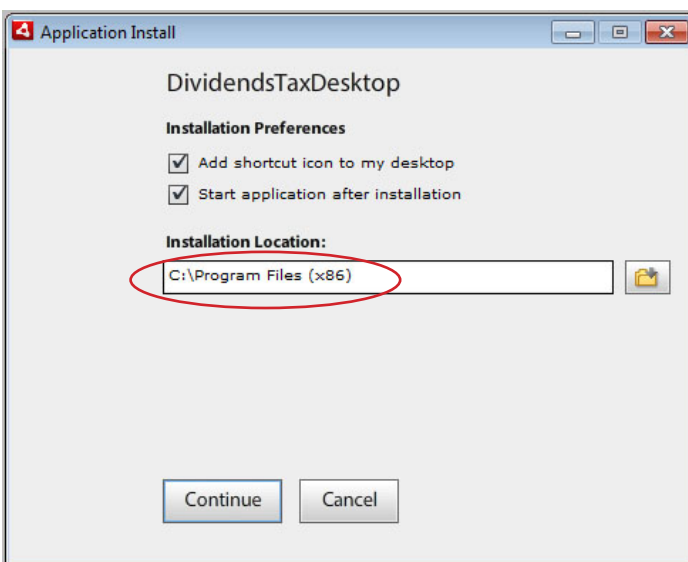 Application Install
DividendsTaxDesktop
Installation Preferences
Add shortcut icon to my desktop
Start application after installation
Installation Location:
C:\Program Files (x86)
Continue
Cancel